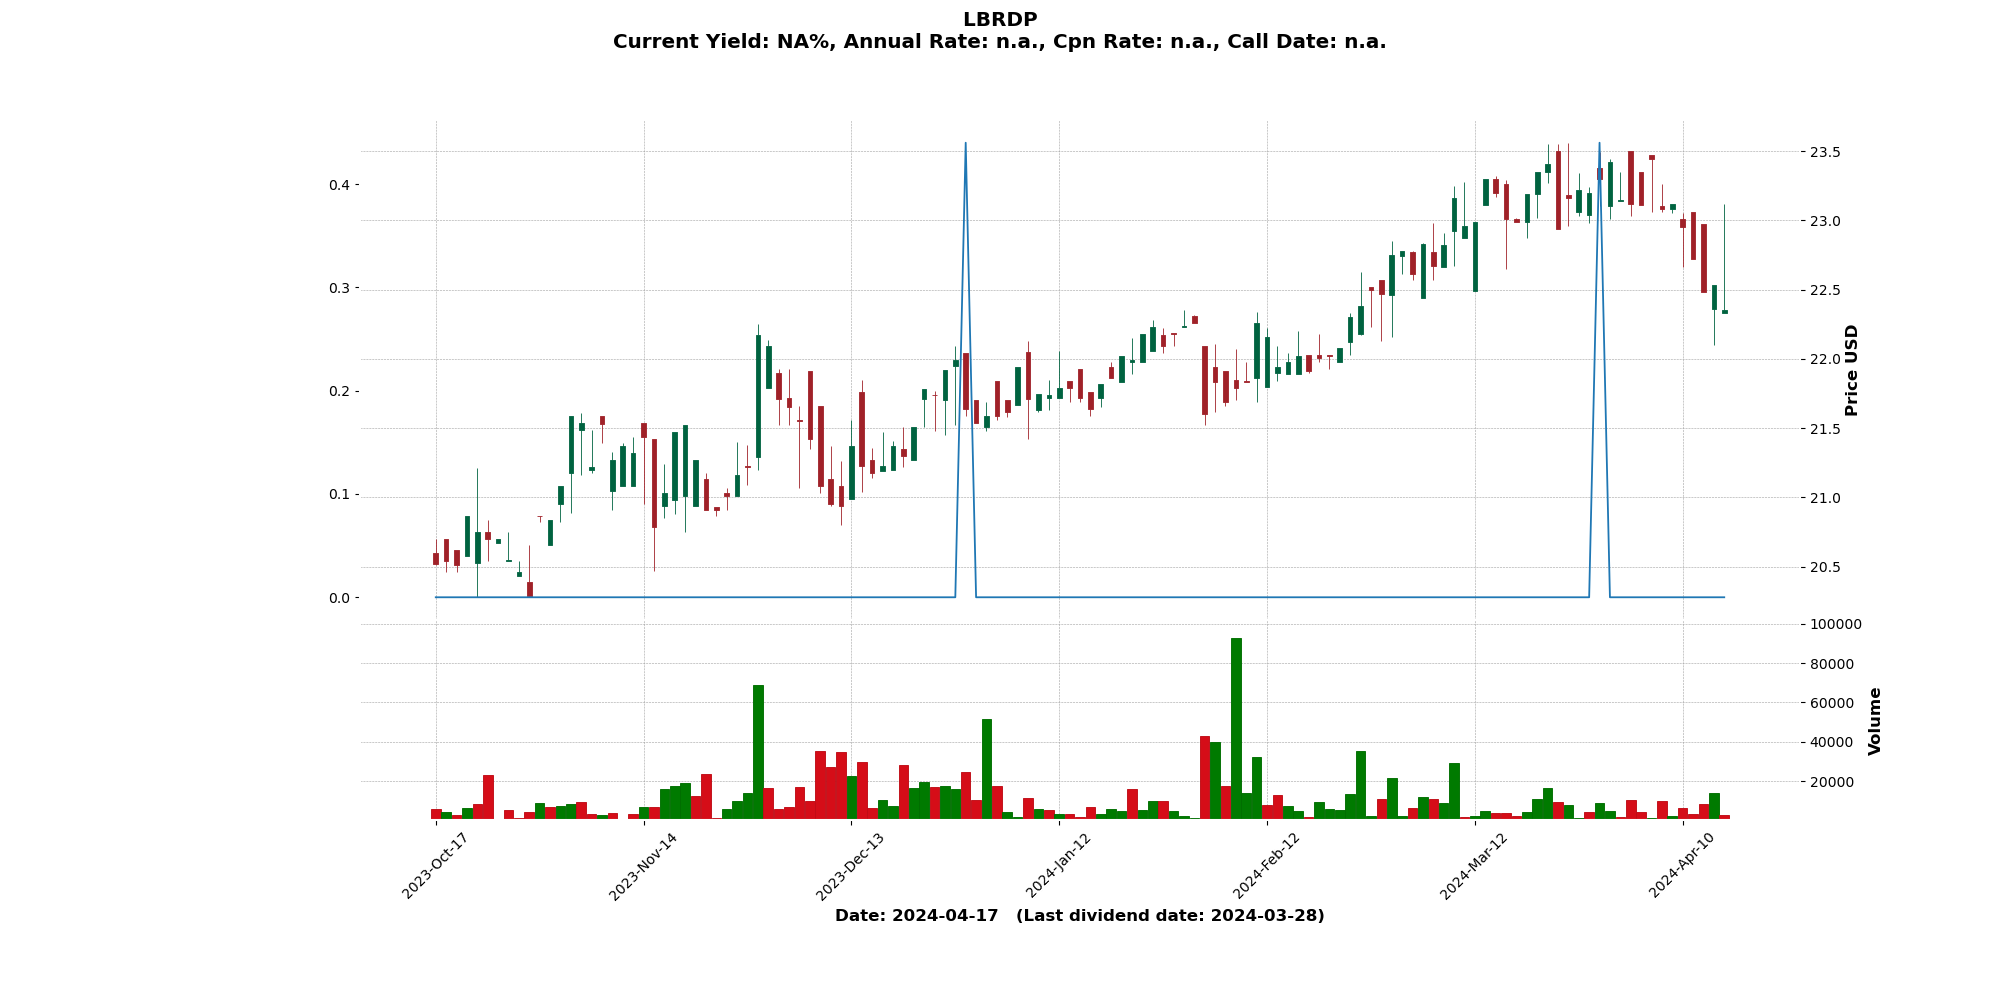 LBRDP
Current Yield: NA%, Annual Rate: n.a., Cpn Rate: n.a., Call Date: n.a.
0.4
0.3
0.2
0.1
0.0
23.5
23.0
22.5
22.0
21.5
21.0
20.5
Price USD
100000
80000
60000
40000
20000
Volume
2023-Oct-17
2023-Nov-14
2023-Dec-13
2024-Jan-12
2024-Feb-12
2024-Mar-12
2024-Apr-10
Date: 2024-04-17   (Last dividend date: 2024-03-28)